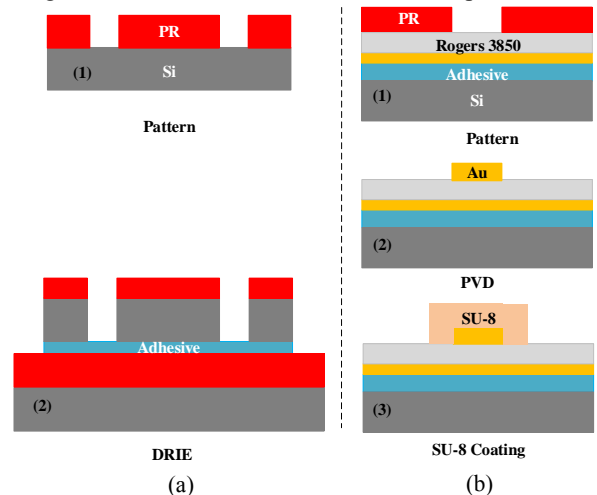 PR
(1)
Si
Pattern
Adhesive
(2)
DRIE
(a)
PR
Rogers 3850
Adhesive
(1)
Si
Pattern
Au
(2)
PVD
SU-8
(3)
SU-8 Coating
(b)